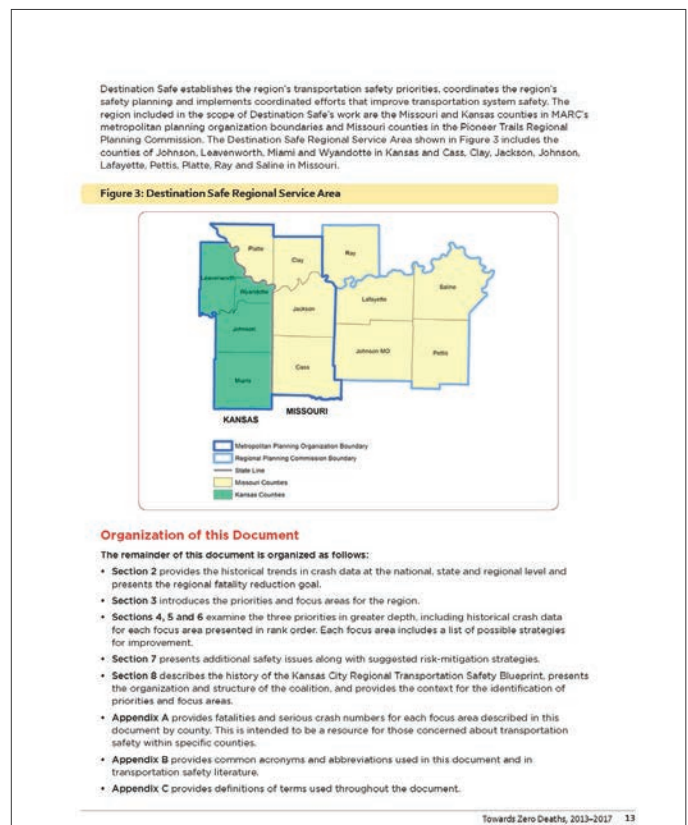 Destination Safe establishes the region's transportation safety priorities, coordinates the region's
safety planning and implements coordinated efforts that improve transportation system safety. The
region included in the scope of Destination Safe's work are the Missouri and Kansas counties in MARC's
metropolitan planning organization boundaries and Missouri counties in the Pioneer Trails Regional
Planning Commission. The Destination Safe Regional Service Area shown in Figure 3 includes the
counties of Johnson, Leavenworth, Miami and Wyandotte in Kansas and Cass, Clay, Jackson, Johnson,
Lafayette, Pettis, Platte, Ray and Saline in Missouri.
Figure 3: Destination Safe Regional Service Area
Platte
Clay
Ray
Leavenworth
Wyandotte
Saline
Lafayette
Jackson
Johnson
Johnson MO
Pettis
Cass
Miami
MISSOURI
KANSAS
Metropolitan Planning Organization Boundary
Regional Planning Commission Boundary
State Line
Missouri Counties
Kansas Counties
Organization of this Document
The remainder of this document is organized as follows:
• Section 2 provides the historical trends in crash data at the national, state and regional level and
presents the regional fatality reduction goal.
• Section 3 introduces the priorities and focus areas for the region.
• Sections 4, 5 and 6 examine the three priorities in greater depth, including historical crash data
for each focus area presented in rank order. Each focus area includes a list of possible strategies
for improvement.
• Section 7 presents additional safety issues along with suggested risk-mitigation strategies.
• Section 8 describes the history of the Kansas City Regional Transportation Safety Blueprint, presents
the organization and structure of the coalition, and provides the context for the identification of
priorities and focus areas.
• Appendix A provides fatalities and serious crash numbers for each focus area described in this
document by county. This is intended to be a resource for those concerned about transportation
safety within specific counties.
• Appendix B provides common acronyms and abbreviations used in this document and in
transportation safety literature.
• Appendix C provides definitions of terms used throughout the document.
Towards Zero Deaths, 2013–2017 13